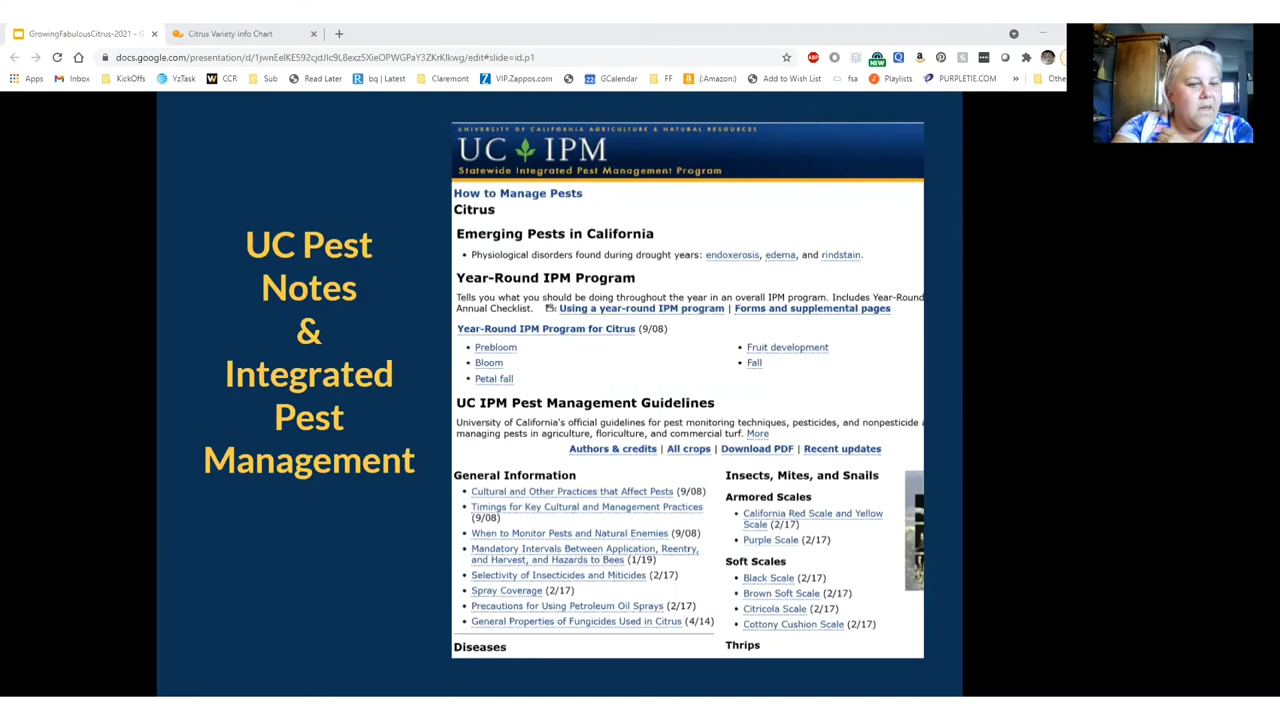 GrowingFabulousCitrus-2021 - G
Citrus Variety Info Chart
docs.google.com/presentation/d/1jwnEelKE592cjdJIc9L8exz5XieOPWGPaY3ZKrKlkwg/edit#slide=id.p1
Apps Inbox KickOffs YzTask CCR Sub Read Later bq | Latest Claremont VIP.Zappos.com GCalendar FF (:Amazon:) Add to Wish List fsa Playlists PURPLETIE.COM » Othe
UC Pest
Notes
&
Integrated
Pest
Management
UNIVERSITY OF CALIFORNIA AGRICULTURE & NATURAL RESOURCES
UC IPM
Statewide Integrated Pest Management Program
How to Manage Pests
Citrus
Emerging Pests in California
• Physiological disorders found during drought years: endoxerosis, edema, and rindstain.
Year-Round IPM Program
Tells you what you should be doing throughout the year in an overall IPM program. Includes Year-Round
Annual Checklist. Using a year-round IPM program | Forms and supplemental pages
Year-Round IPM Program for Citrus (9/08)
• Prebloom
• Bloom
• Petal fall
• Fruit development
• Fall
UC IPM Pest Management Guidelines
University of California's official guidelines for pest monitoring techniques, pesticides, and nonpesticide a
managing pests in agriculture, floriculture, and commercial turf. More
Authors & credits | All crops | Download PDF | Recent updates
General Information
• Cultural and Other Practices that Affect Pests (9/08)
• Timings for Key Cultural and Management Practices
(9/08)
• When to Monitor Pests and Natural Enemies (9/08)
• Mandatory Intervals Between Application, Reentry,
and Harvest, and Hazards to Bees (1/19)
• Selectivity of Insecticides and Miticides (2/17)
• Spray Coverage (2/17)
• Precautions for Using Petroleum Oil Sprays (2/17)
• General Properties of Fungicides Used in Citrus (4/14)
Diseases
Insects, Mites, and Snails
Armored Scales
• California Red Scale and Yellow
Scale (2/17)
• Purple Scale (2/17)
Soft Scales
• Black Scale (2/17)
• Brown Soft Scale (2/17)
• Citricola Scale (2/17)
• Cottony Cushion Scale (2/17)
Thrips